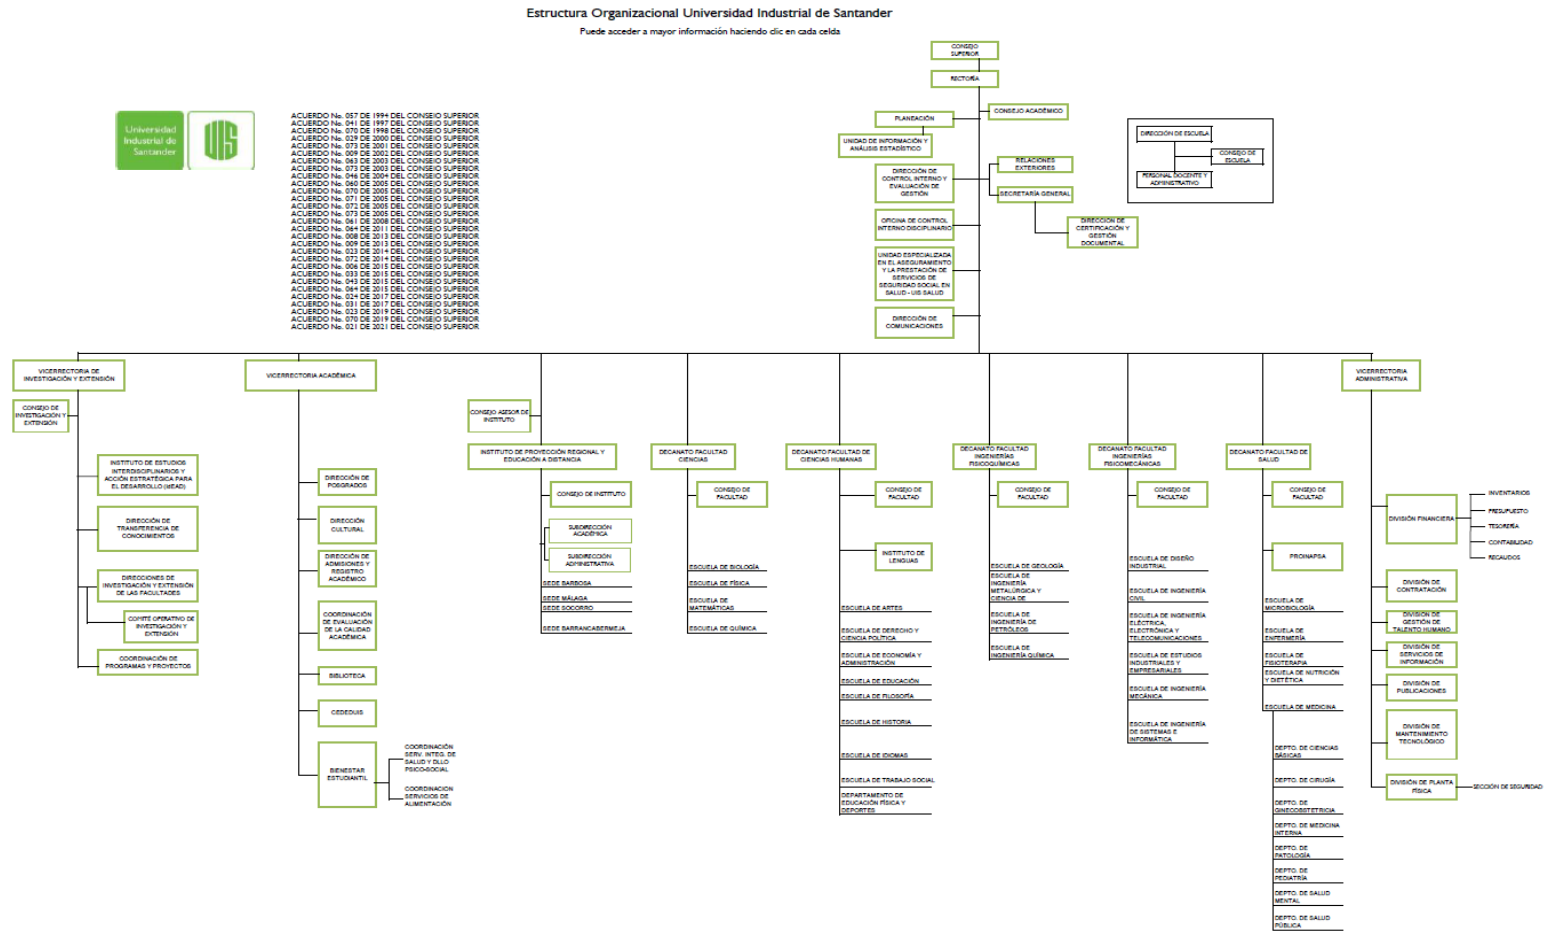 Estructura Organizacional Universidad Industrial de Santander
Puede acceder a mayor información haciendo clic en cada celda
CONSEJO
SUPERIOR
RECTORÍA
CONSEJO ACADÉMICO
PLANEACIÓN
UNIDAD DE INFORMACIÓN Y
ANÁLISIS ESTADÍSTICO
RELACIONES
EXTERIORES
DIRECCIÓN DE
CONTROL INTERNO Y
EVALUACIÓN DE
GESTIÓN
SECRETARÍA GENERAL
OFICINA DE CONTROL
INTERNO DISCIPLINARIO
DIRECCIÓN DE
CERTIFICACIÓN Y
GESTIÓN
DOCUMENTAL
UNIDAD ESPECIALIZADA
EN EL ASEGURAMIENTO
Y LA PRESTACIÓN DE
SERVICIOS DE
SEGURIDAD SOCIAL EN
SALUD - UIS SALUD
DIRECCIÓN DE
COMUNICACIONES
DIRECCIÓN DE ESCUELA
CONSEJO DE
ESCUELA
PERSONAL DOCENTE Y
ADMINISTRATIVO
Universidad
Industrial de
Santander
UIS
ACUERDO No. 057 DE 1994 DEL CONSEJO SUPERIOR
ACUERDO No. 041 DE 1997 DEL CONSEJO SUPERIOR
ACUERDO No. 070 DE 1998 DEL CONSEJO SUPERIOR
ACUERDO No. 029 DE 2000 DEL CONSEJO SUPERIOR
ACUERDO No. 073 DE 2001 DEL CONSEJO SUPERIOR
ACUERDO No. 009 DE 2002 DEL CONSEJO SUPERIOR
ACUERDO No. 063 DE 2003 DEL CONSEJO SUPERIOR
ACUERDO No. 073 DE 2003 DEL CONSEJO SUPERIOR
ACUERDO No. 046 DE 2004 DEL CONSEJO SUPERIOR
ACUERDO No. 060 DE 2005 DEL CONSEJO SUPERIOR
ACUERDO No. 070 DE 2005 DEL CONSEJO SUPERIOR
ACUERDO No. 071 DE 2005 DEL CONSEJO SUPERIOR
ACUERDO No. 072 DE 2005 DEL CONSEJO SUPERIOR
ACUERDO No. 073 DE 2005 DEL CONSEJO SUPERIOR
ACUERDO No. 061 DE 2008 DEL CONSEJO SUPERIOR
ACUERDO No. 064 DE 2011 DEL CONSEJO SUPERIOR
ACUERDO No. 008 DE 2013 DEL CONSEJO SUPERIOR
ACUERDO No. 009 DE 2013 DEL CONSEJO SUPERIOR
ACUERDO No. 023 DE 2014 DEL CONSEJO SUPERIOR
ACUERDO No. 072 DE 2014 DEL CONSEJO SUPERIOR
ACUERDO No. 006 DE 2015 DEL CONSEJO SUPERIOR
ACUERDO No. 033 DE 2015 DEL CONSEJO SUPERIOR
ACUERDO No. 043 DE 2015 DEL CONSEJO SUPERIOR
ACUERDO No. 064 DE 2015 DEL CONSEJO SUPERIOR
ACUERDO No. 024 DE 2017 DEL CONSEJO SUPERIOR
ACUERDO No. 031 DE 2017 DEL CONSEJO SUPERIOR
ACUERDO No. 023 DE 2019 DEL CONSEJO SUPERIOR
ACUERDO No. 070 DE 2019 DEL CONSEJO SUPERIOR
ACUERDO No. 021 DE 2021 DEL CONSEJO SUPERIOR
VICERRECTORIA DE
INVESTIGACIÓN Y EXTENSIÓN
CONSEJO DE
INVESTIGACIÓN Y
EXTENSIÓN
INSTITUTO DE ESTUDIOS
INTERDISCIPLINARIOS Y
ACCIÓN ESTRATÉGICA PARA
EL DESARROLLO (MEAD)
DIRECCIÓN DE
TRANSFERENCIA DE
CONOCIMIENTOS
DIRECCIONES DE
INVESTIGACIÓN Y EXTENSIÓN
DE LAS FACULTADES
COMITÉ OPERATIVO DE
INVESTIGACIÓN Y
EXTENSIÓN
COORDINACIÓN DE
PROGRAMAS Y PROYECTOS
VICERRECTORIA ACADÉMICA
DIRECCIÓN DE
POSGRADOS
DIRECCIÓN
CULTURAL
DIRECCIÓN DE
ADMISIONES Y
REGISTRO
ACADÉMICO
COORDINACIÓN
DE EVALUACIÓN
DE LA CALIDAD
ACADÉMICA
BIBLIOTECA
CEDEDUIS
BIENESTAR
ESTUDIANTIL
COORDINACIÓN
SERV. INTEG. DE
SALUD Y DLLO
PSICO-SOCIAL
COORDINACION
SERVICIOS DE
ALIMENTACIÓN
CONSEJO ASESOR DE
INSTITUTO
INSTITUTO DE PROYECCIÓN REGIONAL Y
EDUCACIÓN A DISTANCIA
CONSEJO DE INSTITUTO
SUBDIRECCIÓN
ACADÉMICA
SUBDIRECCIÓN
ADMINISTRATIVA
SEDE BARBOSA
SEDE MÁLAGA
SEDE SOCORRO
SEDE BARRANCABERMEJA
DECANATO FACULTAD
CIENCIAS
CONSEJO DE
FACULTAD
ESCUELA DE BIOLOGÍA
ESCUELA DE FÍSICA
ESCUELA DE
MATEMÁTICAS
ESCUELA DE QUÍMICA
DECANATO FACULTAD DE
CIENCIAS HUMANAS
CONSEJO DE
FACULTAD
INSTITUTO DE
LENGUAS
ESCUELA DE ARTES
ESCUELA DE DERECHO Y
CIENCIA POLÍTICA
ESCUELA DE ECONOMÍA Y
ADMINISTRACIÓN
ESCUELA DE EDUCACIÓN
ESCUELA DE FILOSOFÍA
ESCUELA DE HISTORIA
ESCUELA DE IDIOMAS
ESCUELA DE TRABAJO SOCIAL
DEPARTAMENTO DE
EDUCACIÓN FÍSICA Y
DEPORTES
DECANATO FACULTAD
INGENIERÍAS
FISICOQUÍMICAS
CONSEJO DE
FACULTAD
ESCUELA DE GEOLOGÍA
ESCUELA DE
INGENIERÍA
METALÚRGICA Y
CIENCIA DE
ESCUELA DE
INGENIERÍA DE
PETRÓLEOS
ESCUELA DE
INGENIERÍA QUÍMICA
DECANATO FACULTAD
INGENIERÍAS
FISICOMECÁNICAS
CONSEJO DE
FACULTAD
ESCUELA DE DISEÑO
INDUSTRIAL
ESCUELA DE INGENIERÍA
CIVIL
ESCUELA DE INGENIERÍA
ELÉCTRICA,
ELECTRÓNICA Y
TELECOMUNICACIONES
ESCUELA DE ESTUDIOS
INDUSTRIALES Y
EMPRESARIALES
ESCUELA DE INGENIERÍA
MECÁNICA
ESCUELA DE INGENIERÍA
DE SISTEMAS E
INFORMÁTICA
DECANATO FACULTAD DE
SALUD
CONSEJO DE
FACULTAD
PROINAPSA
ESCUELA DE
MICROBIOLOGÍA
ESCUELA DE
ENFERMERÍA
ESCUELA DE
FISIOTERAPIA
ESCUELA DE NUTRICIÓN
Y DIETÉTICA
ESCUELA DE MEDICINA
DEPTO. DE CIENCIAS
BÁSICAS
DEPTO. DE CIRUGÍA
DEPTO. DE
GINECOBSTETRICIA
DEPTO. DE MEDICINA
INTERNA
DEPTO. DE
PATOLOGÍA
DEPTO. DE
PEDIATRÍA
DEPTO. DE SALUD
MENTAL
DEPTO. DE SALUD
PÚBLICA
VICERRECTORIA
ADMINISTRATIVA
DIVISIÓN FINANCIERA
INVENTARIOS
PRESUPUESTO
TESORERÍA
CONTABILIDAD
RECAUDOS
DIVISIÓN DE
CONTRATACIÓN
DIVISIÓN DE
GESTIÓN DE
TALENTO HUMANO
DIVISIÓN DE
SERVICIOS DE
INFORMACIÓN
DIVISIÓN DE
PUBLICACIONES
DIVISIÓN DE
MANTENIMIENTO
TECNOLÓGICO
DIVISIÓN DE PLANTA
FÍSICA
SECCIÓN DE SEGURIDAD